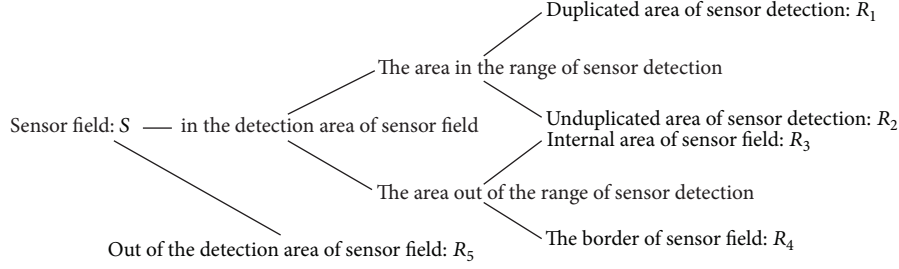 Duplicated area of sensor detection: R₁
The area in the range of sensor detection
Unduplicated area of sensor detection: R₂
Sensor field: S
in the detection area of sensor field
Internal area of sensor field: R₃
The area out of the range of sensor detection
The border of sensor field: R₄
Out of the detection area of sensor field: R₅